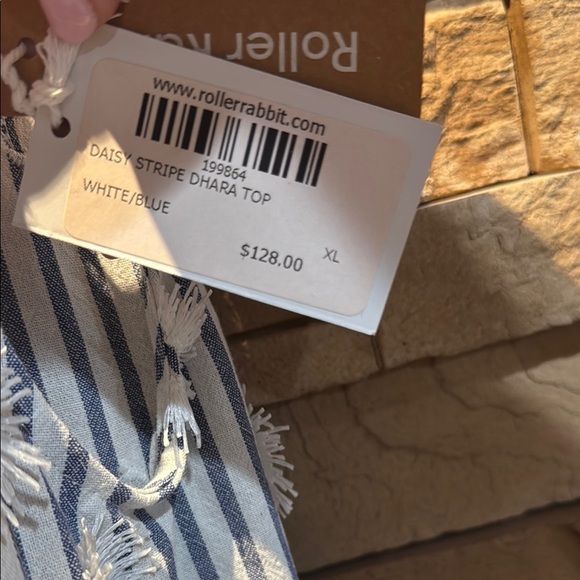 Roller Ra
www.rollerrabbit.com
199864
DAISY STRIPE DHARA TOP
WHITE/BLUE
XL
$128.00